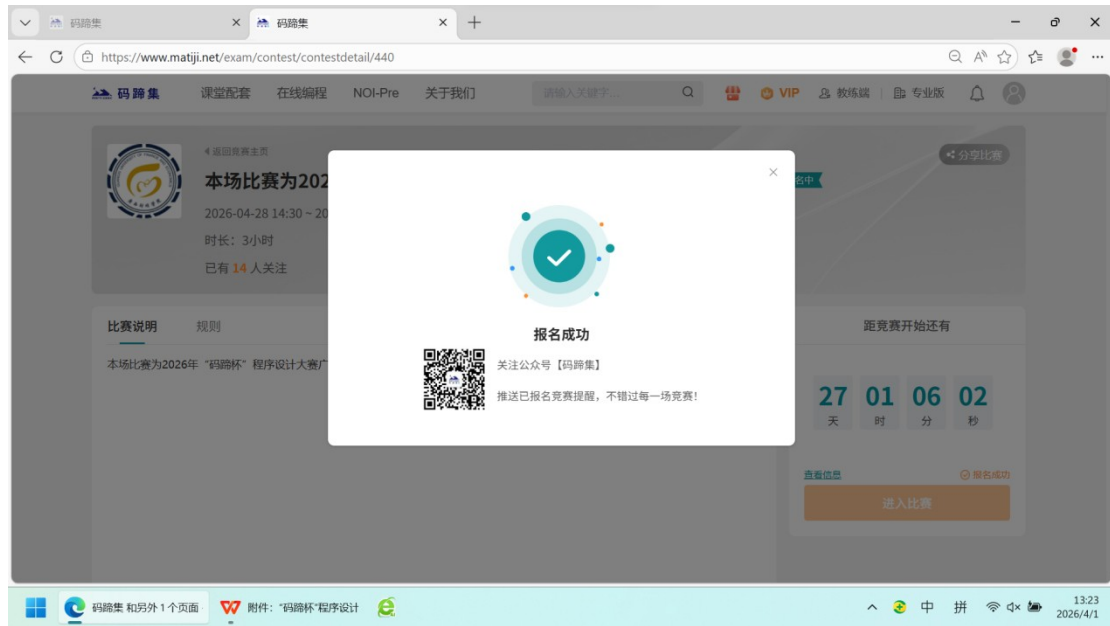 码蹄集
码蹄集
https://www.matiji.net/exam/contest/contestdetail/440
码蹄集 课堂配套 在线编程 NOI-Pre 关于我们 请输入关键字... VIP 教练端 专业版
返回竞赛主页
分享比赛
本场比赛为202
名中
2026-04-28 14:30 ~ 20
时长：3小时
已有 14 人关注
报名成功
关注公众号【码蹄集】
推送已报名竞赛提醒，不错过每一场竞赛！
比赛说明 规则
本场比赛为2026年“码蹄杯”程序设计大赛广
距竞赛开始还有
27 01 06 02
天 时 分 秒
查看信息 报名成功
进入比赛
码蹄集 和另外 1 个页面
附件：“码蹄杯”程序设计
中 拼
13:23
2026/4/1